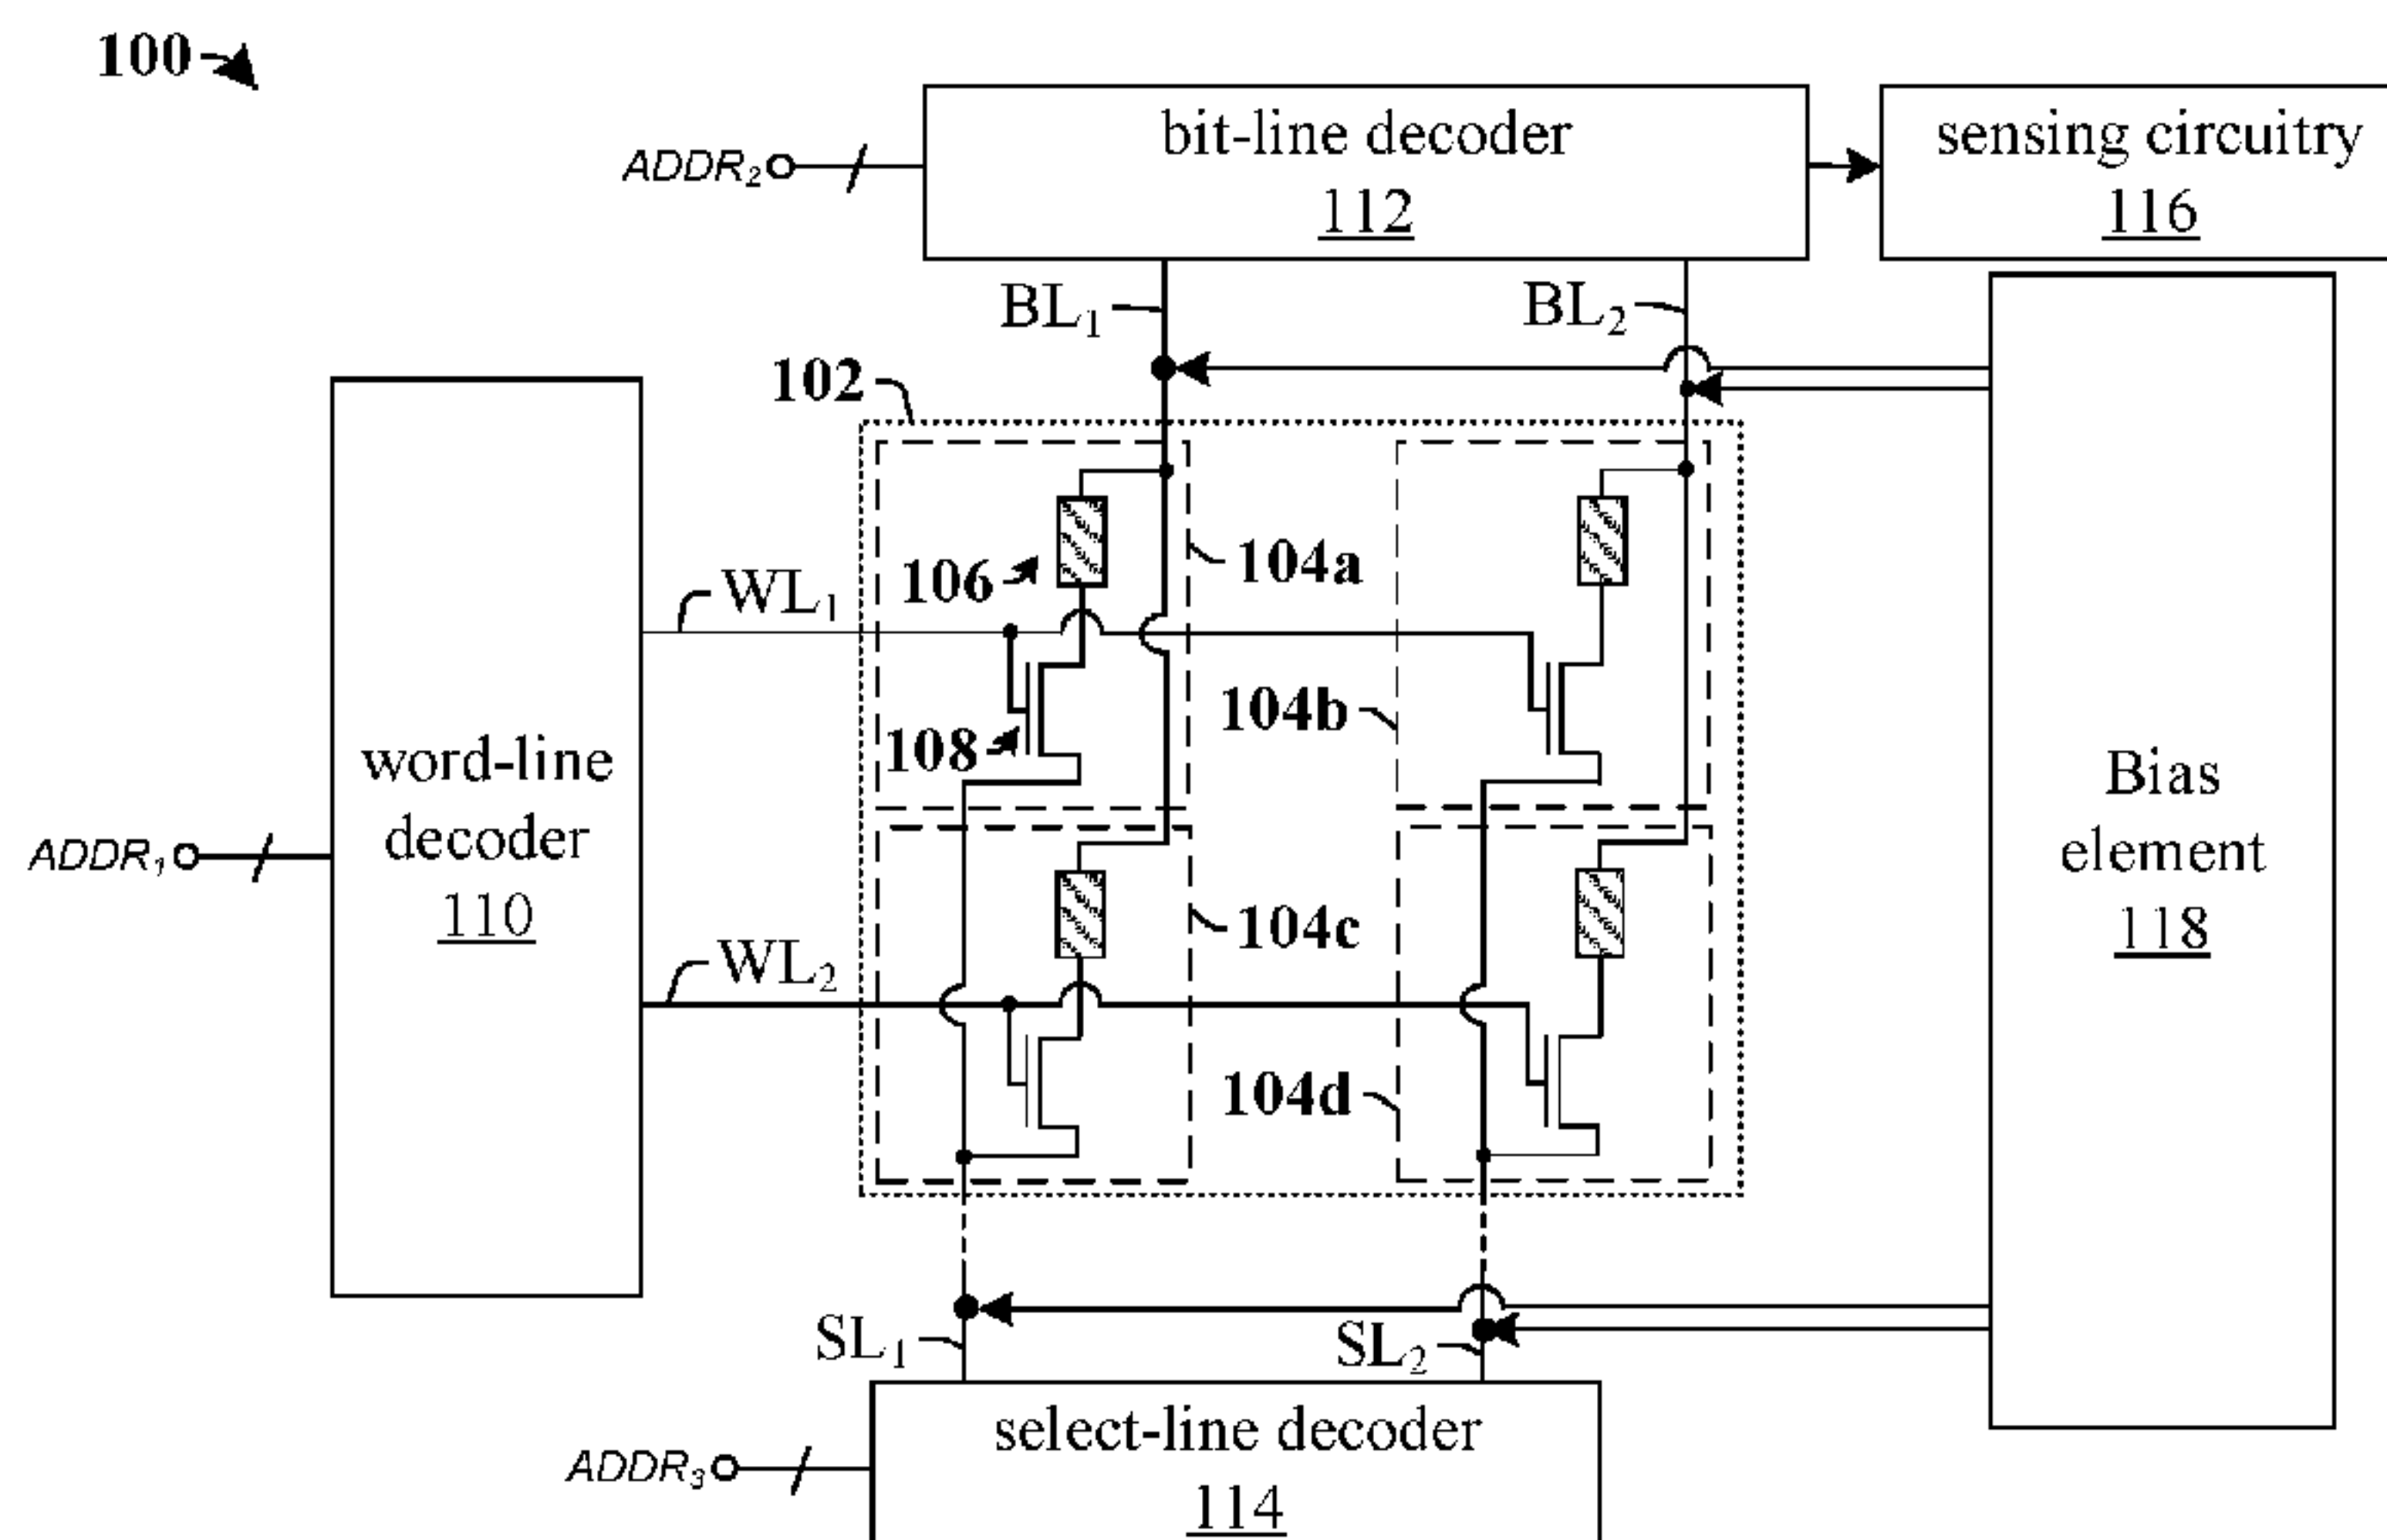 100
ADDR₂
bit-line decoder
112
sensing circuitry
116
BL₁
BL₂
102
106
104a
WL₁
108
104b
word-line
decoder
110
ADDR₁
Bias
element
118
104c
WL₂
104d
SL₁
SL₂
select-line decoder
114
ADDR₃